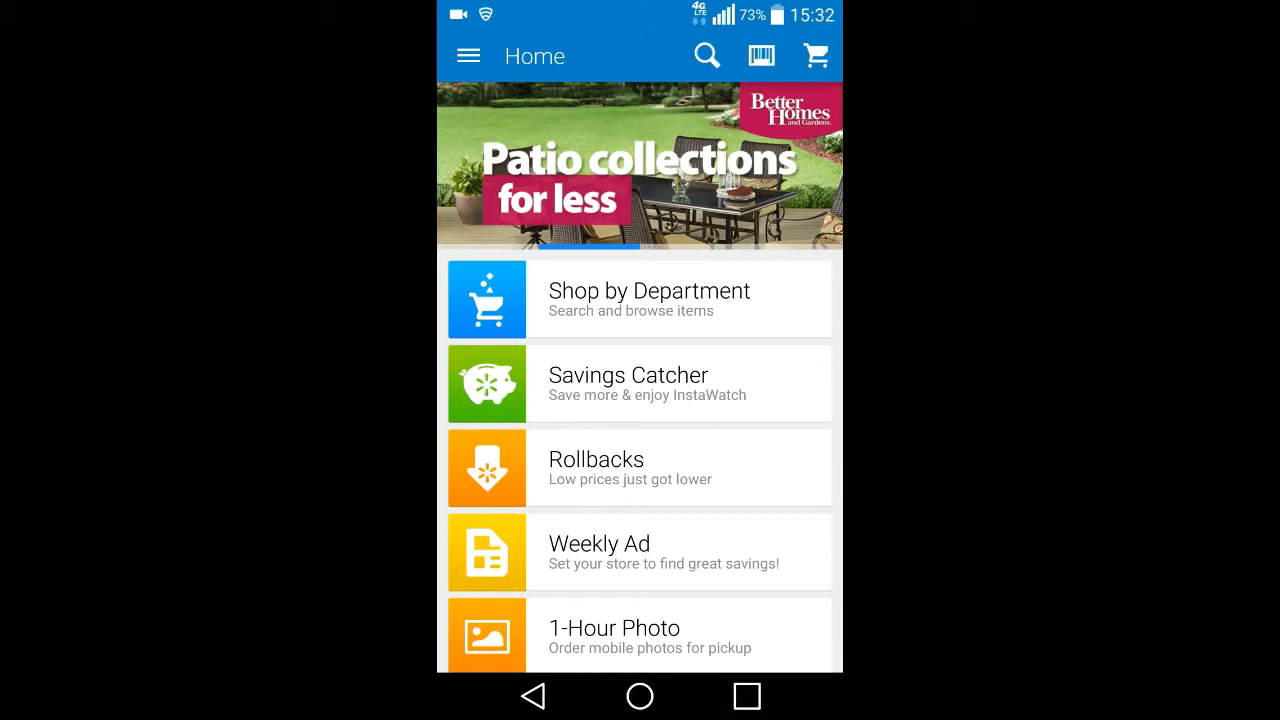 4G
LTE
73%
15:32
Home
Better
Homes
and Gardens.
Patio collections
for less
Shop by Department
Search and browse items
Savings Catcher
Save more & enjoy InstaWatch
Rollbacks
Low prices just got lower
Weekly Ad
Set your store to find great savings!
1-Hour Photo
Order mobile photos for pickup